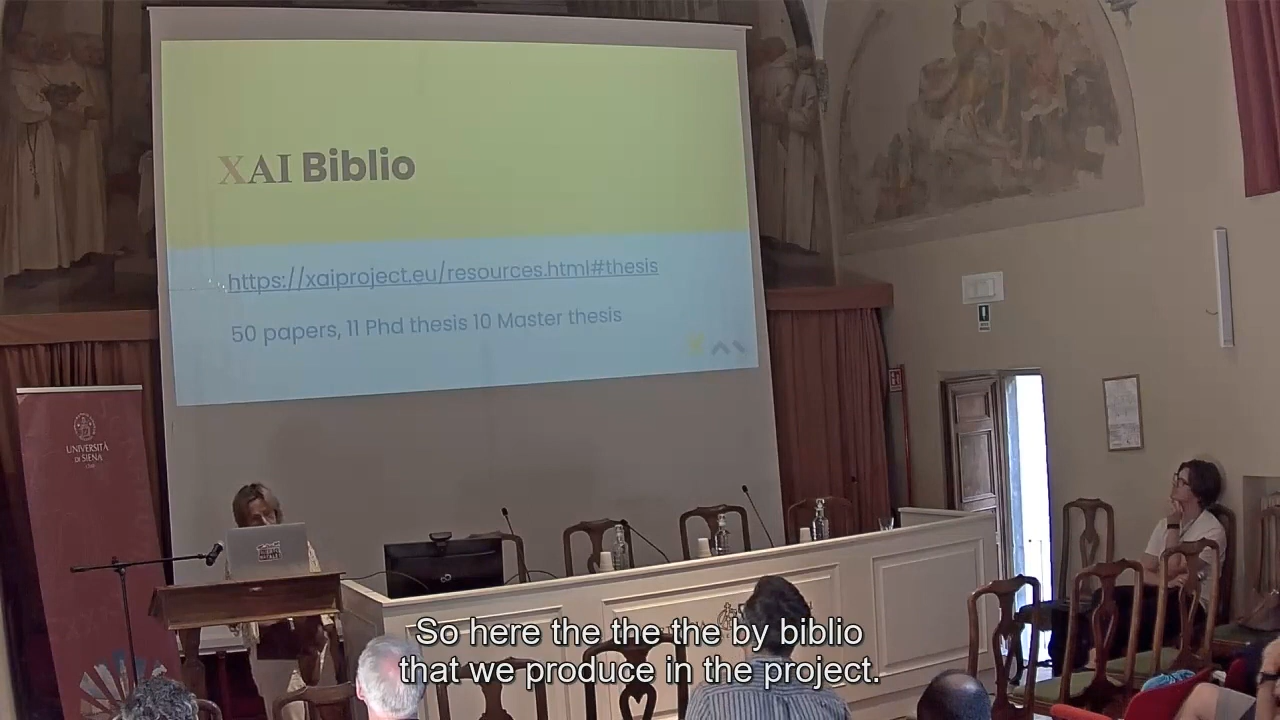 XAI Biblio
https://xaiproject.eu/resources.html#thesis
50 papers, 11 Phd thesis 10 Master thesis
UNIVERSITÀ
DI SIENA
So here the the the by biblio
that we produce in the project.